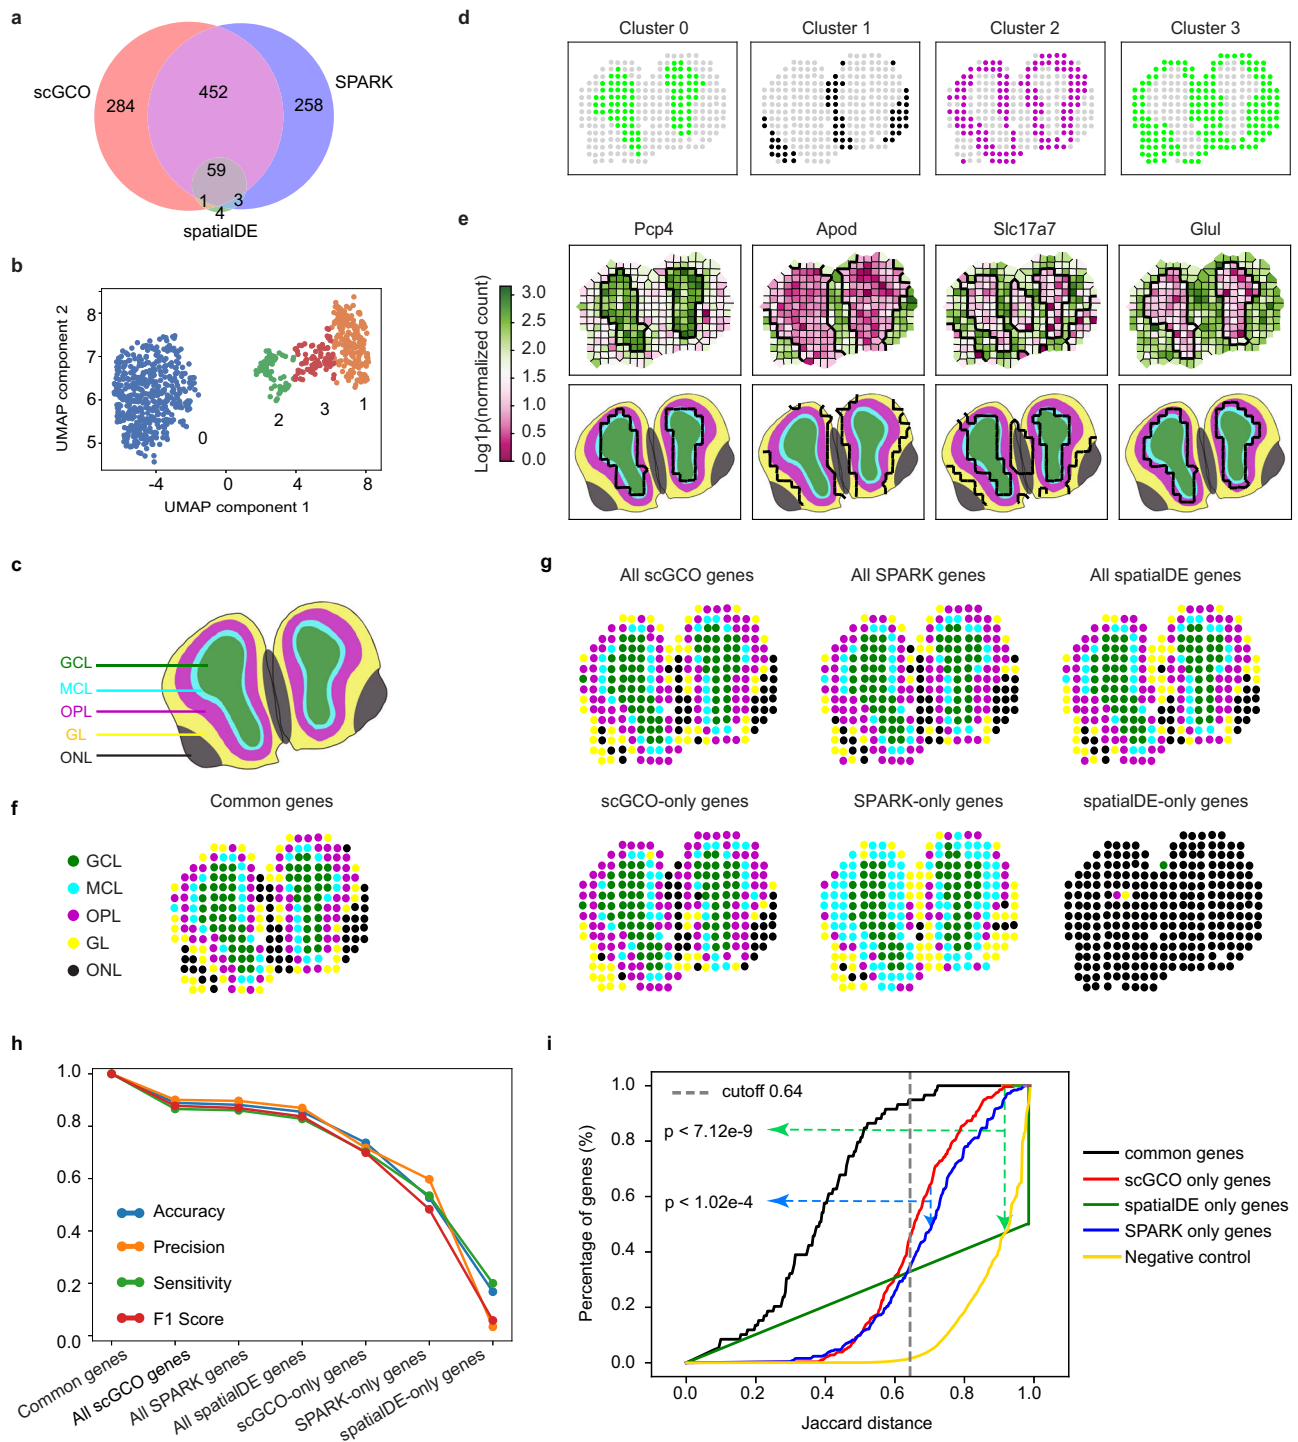 a
scGCO
SPARK
284
452
258
59
1
3
4
spatialDE
b
UMAP component 2
8
7
6
5
0
2
3
1
-4
0
4
8
UMAP component 1
c
GCL
MCL
OPL
GL
ONL
d
Cluster 0
Cluster 1
Cluster 2
Cluster 3
e
Pcp4
Apod
Slc17a7
Glul
Log1p(normalized count)
3.0
2.5
2.0
1.5
1.0
0.5
0.0
f
Common genes
GCL
MCL
OPL
GL
ONL
g
All scGCO genes
All SPARK genes
All spatialDE genes
scGCO-only genes
SPARK-only genes
spatialDE-only genes
h
1.0
0.8
0.6
0.4
0.2
0.0
Accuracy
Precision
Sensitivity
F1 Score
Common genes
All scGCO genes
All SPARK genes
All spatialDE genes
scGCO-only genes
SPARK-only genes
spatialDE-only genes
i
Percentage of genes (%)
1.0
0.8
0.6
0.4
0.2
0.0
cutoff 0.64
p < 7.12e-9
p < 1.02e-4
0.0
0.2
0.4
0.6
0.8
1.0
Jaccard distance
common genes
scGCO only genes
spatialDE only genes
SPARK only genes
Negative control